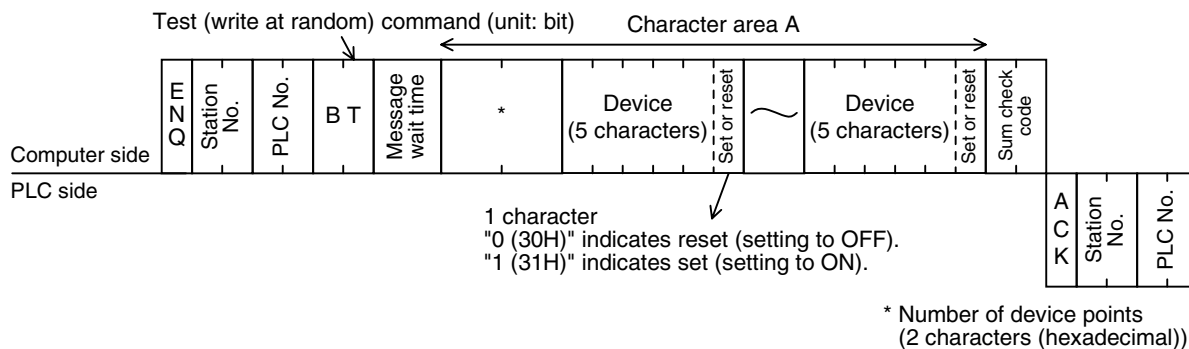 Test (write at random) command (unit: bit)
Character area A
ENQ
Station No.
PLC No.
B T
Message wait time
*
Device
(5 characters)
Set or reset
Device
(5 characters)
Set or reset
Sum check code
Computer side
PLC side
1 character
"0 (30H)" indicates reset (setting to OFF).
"1 (31H)" indicates set (setting to ON).
ACK
Station No.
PLC No.
* Number of device points
(2 characters (hexadecimal))